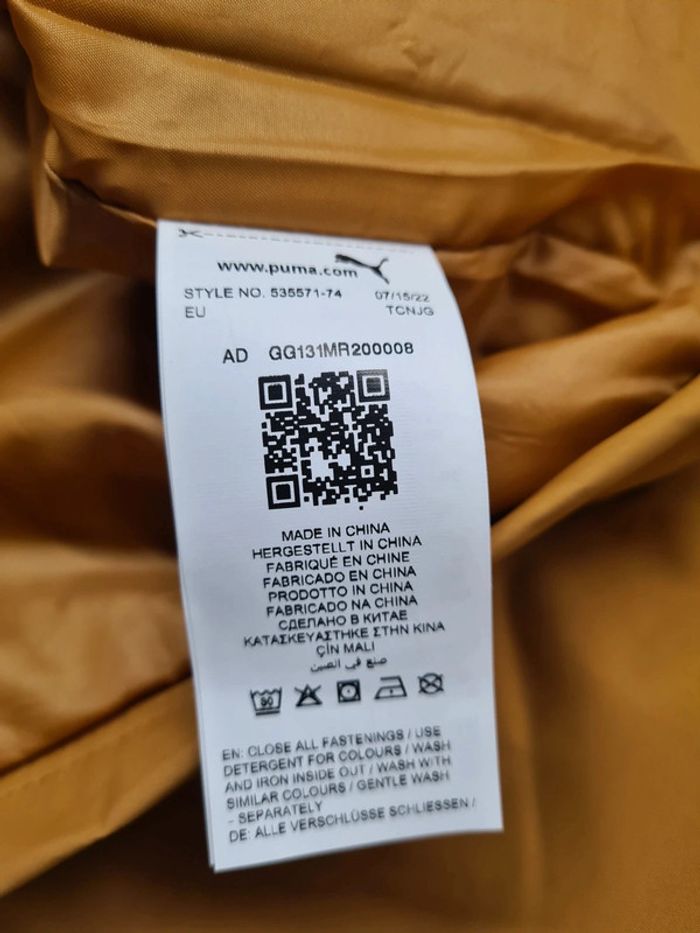 www.puma.com
STYLE NO. 535571-74 07/15/22
EU TCNJG
AD GG131MR200008
MADE IN CHINA
HERGESTELLT IN CHINA
FABRIQUÉ EN CHINE
FABRICADO EN CHINA
PRODOTTO IN CHINA
FABRICADO NA CHINA
СДЕЛАНО В КИТАЕ
ΚΑΤΑΣΚΕΥΑΣΤΗΚΕ ΣΤΗΝ ΚΙΝΑ
ÇİN MALI
صنع في الصين
EN: CLOSE ALL FASTENINGS / USE
DETERGENT FOR COLOURS / WASH
AND IRON INSIDE OUT / WASH WITH
SIMILAR COLOURS / GENTLE WASH
- SEPARATELY
DE: ALLE VERSCHLÜSSE SCHLIESSEN /